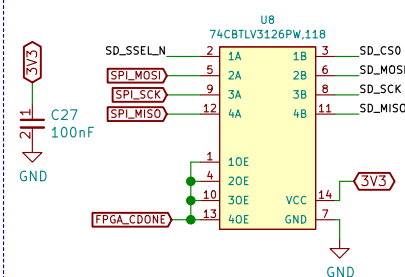 U8
74CBTLV3126PW,118
SD_SSEL_N 2 1A 1B 3 SD_CS0
SPI_MOSI 5 2A 2B 6 SD_MOSI
SPI_SCK 9 3A 3B 8 SD_SCK
SPI_MISO 12 4A 4B 11 SD_MISO
3V3
1
C27
100nF
2
GND
1 1OE
4 2OE
10 3OE VCC 14 3V3
FPGA_CDONE 13 4OE GND 7
GND